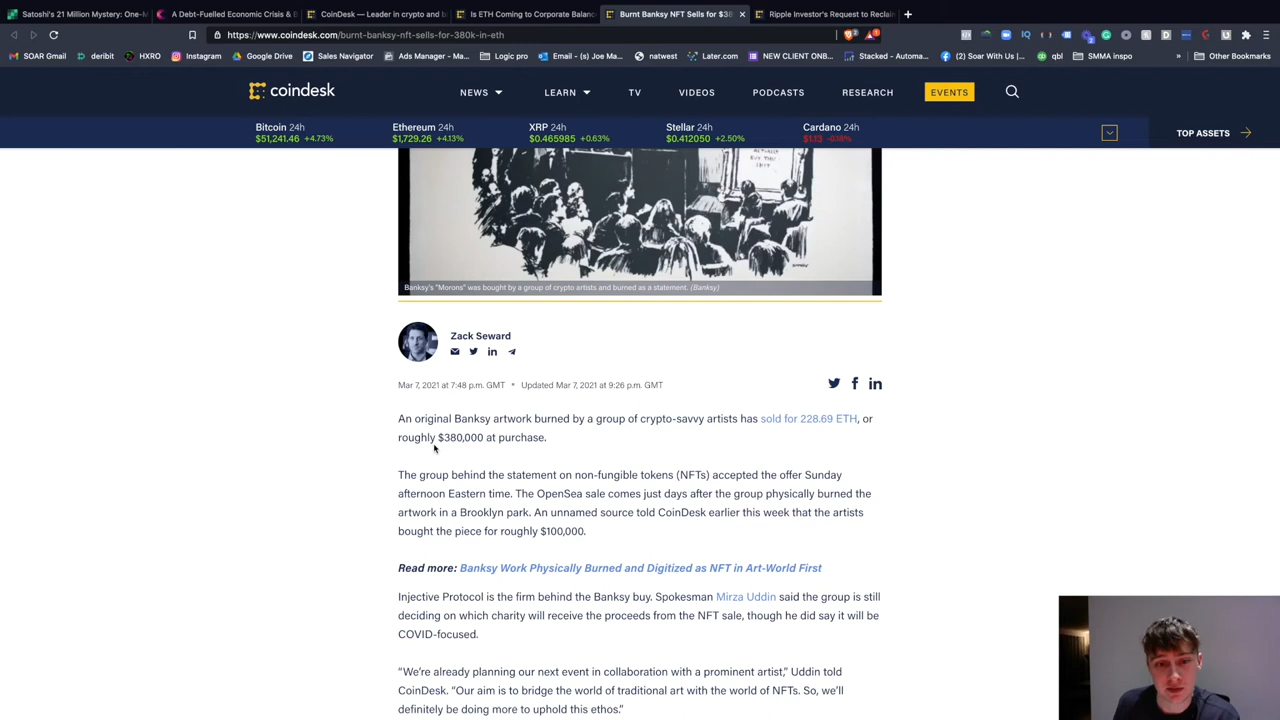 Satoshi's 21 Million Mystery: One-M
A Debt-Fuelled Economic Crisis & B
CoinDesk — Leader in crypto and b
Is ETH Coming to Corporate Balanc
Burnt Banksy NFT Sells for $38
Ripple Investor's Request to Reclai
https://www.coindesk.com/burnt-banksy-nft-sells-for-380k-in-eth
SOAR Gmail deribit HXRO Instagram Google Drive Sales Navigator Ads Manager - Ma... Logic pro Email - (s) Joe Ma... natwest Later.com NEW CLIENT ONB... Stacked - Automa... (2) Soar With Us |... qbl SMMA inspo » Other Bookmarks
coindesk NEWS LEARN TV VIDEOS PODCASTS RESEARCH EVENTS
Bitcoin 24h Ethereum 24h XRP 24h Stellar 24h Cardano 24h
$51,241.46 +4.73% $1,729.26 +4.13% $0.465985 +0.63% $0.412050 +2.50% $1.13
TOP ASSETS
Banksy's "Morons" was bought by a group of crypto artists and burned as a statement. (Banksy)
Zack Seward
Mar 7, 2021 at 7:48 p.m. GMT • Updated Mar 7, 2021 at 9:26 p.m. GMT
An original Banksy artwork burned by a group of crypto-savvy artists has sold for 228.69 ETH, or
roughly $380,000 at purchase.
The group behind the statement on non-fungible tokens (NFTs) accepted the offer Sunday
afternoon Eastern time. The OpenSea sale comes just days after the group physically burned the
artwork in a Brooklyn park. An unnamed source told CoinDesk earlier this week that the artists
bought the piece for roughly $100,000.
Read more: Banksy Work Physically Burned and Digitized as NFT in Art-World First
Injective Protocol is the firm behind the Banksy buy. Spokesman Mirza Uddin said the group is still
deciding on which charity will receive the proceeds from the NFT sale, though he did say it will be
COVID-focused.
“We’re already planning our next event in collaboration with a prominent artist,” Uddin told
CoinDesk. “Our aim is to bridge the world of traditional art with the world of NFTs. So, we’ll
definitely be doing more to uphold this ethos.”